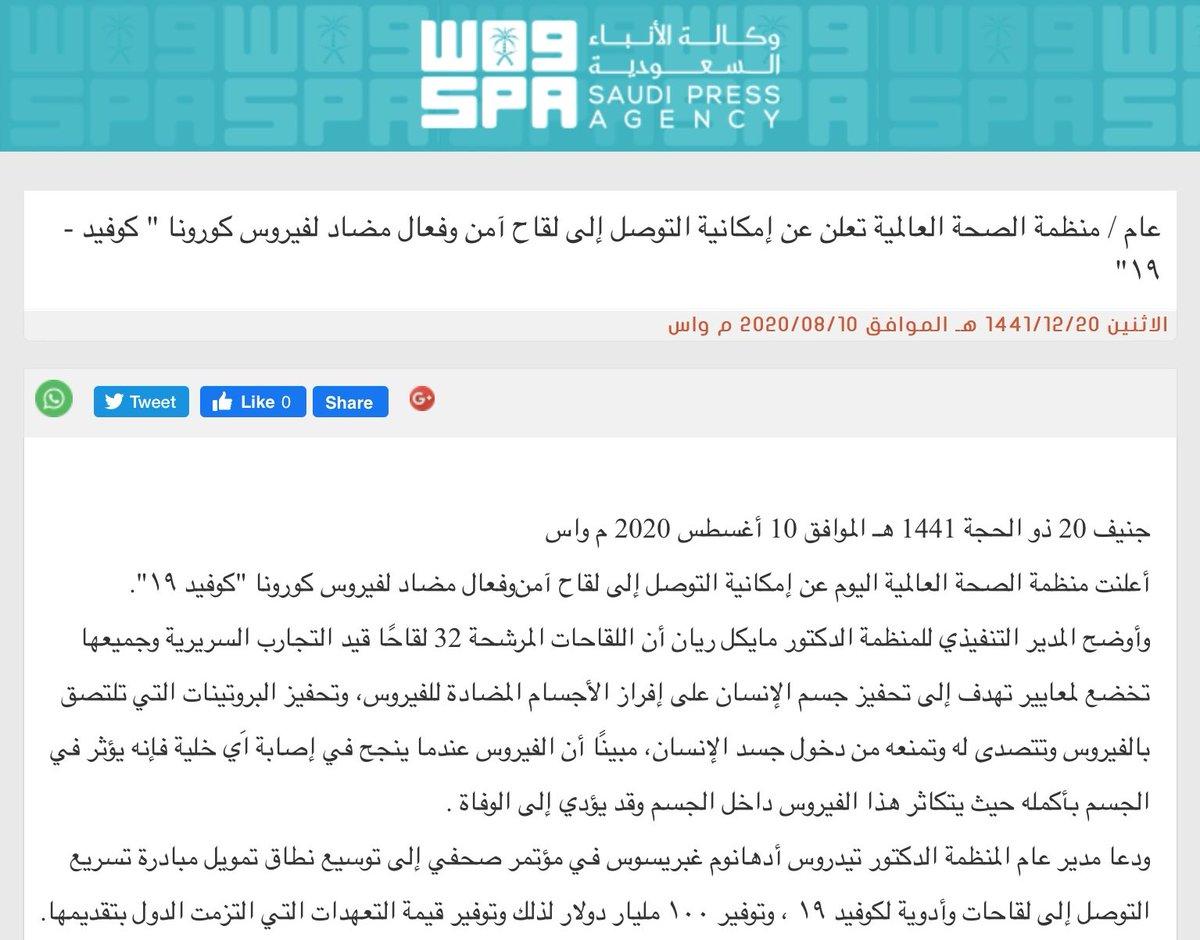 واس
SPA
وكالة الأنباء
السعودية
SAUDI PRESS
AGENCY
عام / منظمة الصحة العالمية تعلن عن إمكانية التوصل إلى لقاح آمن وفعال مضاد لفيروس كورونا " كوفيد -
١٩"
الاثنين 1441/12/20 هـ الموافق 2020/08/10 م واس
Tweet Like 0 Share G+
جنيف 20 ذو الحجة 1441 هـ الموافق 10 أغسطس 2020 م واس
أعلنت منظمة الصحة العالمية اليوم عن إمكانية التوصل إلى لقاح آمن‌وفعال مضاد لفيروس كورونا "كوفيد ١٩".
وأوضح المدير التنفيذي للمنظمة الدكتور مايكل ريان أن اللقاحات المرشحة 32 لقاحًا قيد التجارب السريرية وجميعها
تخضع لمعايير تهدف إلى تحفيز جسم الإنسان على إفراز الأجسام المضادة للفيروس، وتحفيز البروتينات التي تلتصق
بالفيروس وتتصدى له وتمنعه من دخول جسد الإنسان، مبينًا أن الفيروس عندما ينجح في إصابة أي خلية فإنه يؤثر في
الجسم بأكمله حيث يتكاثر هذا الفيروس داخل الجسم وقد يؤدي إلى الوفاة .
ودعا مدير عام المنظمة الدكتور تيدروس أدهانوم غبريسوس في مؤتمر صحفي إلى توسيع نطاق تمويل مبادرة تسريع
التوصل إلى لقاحات وأدوية لكوفيد ١٩ ، وتوفير ١٠٠ مليار دولار لذلك وتوفير قيمة التعهدات التي التزمت الدول بتقديمها.